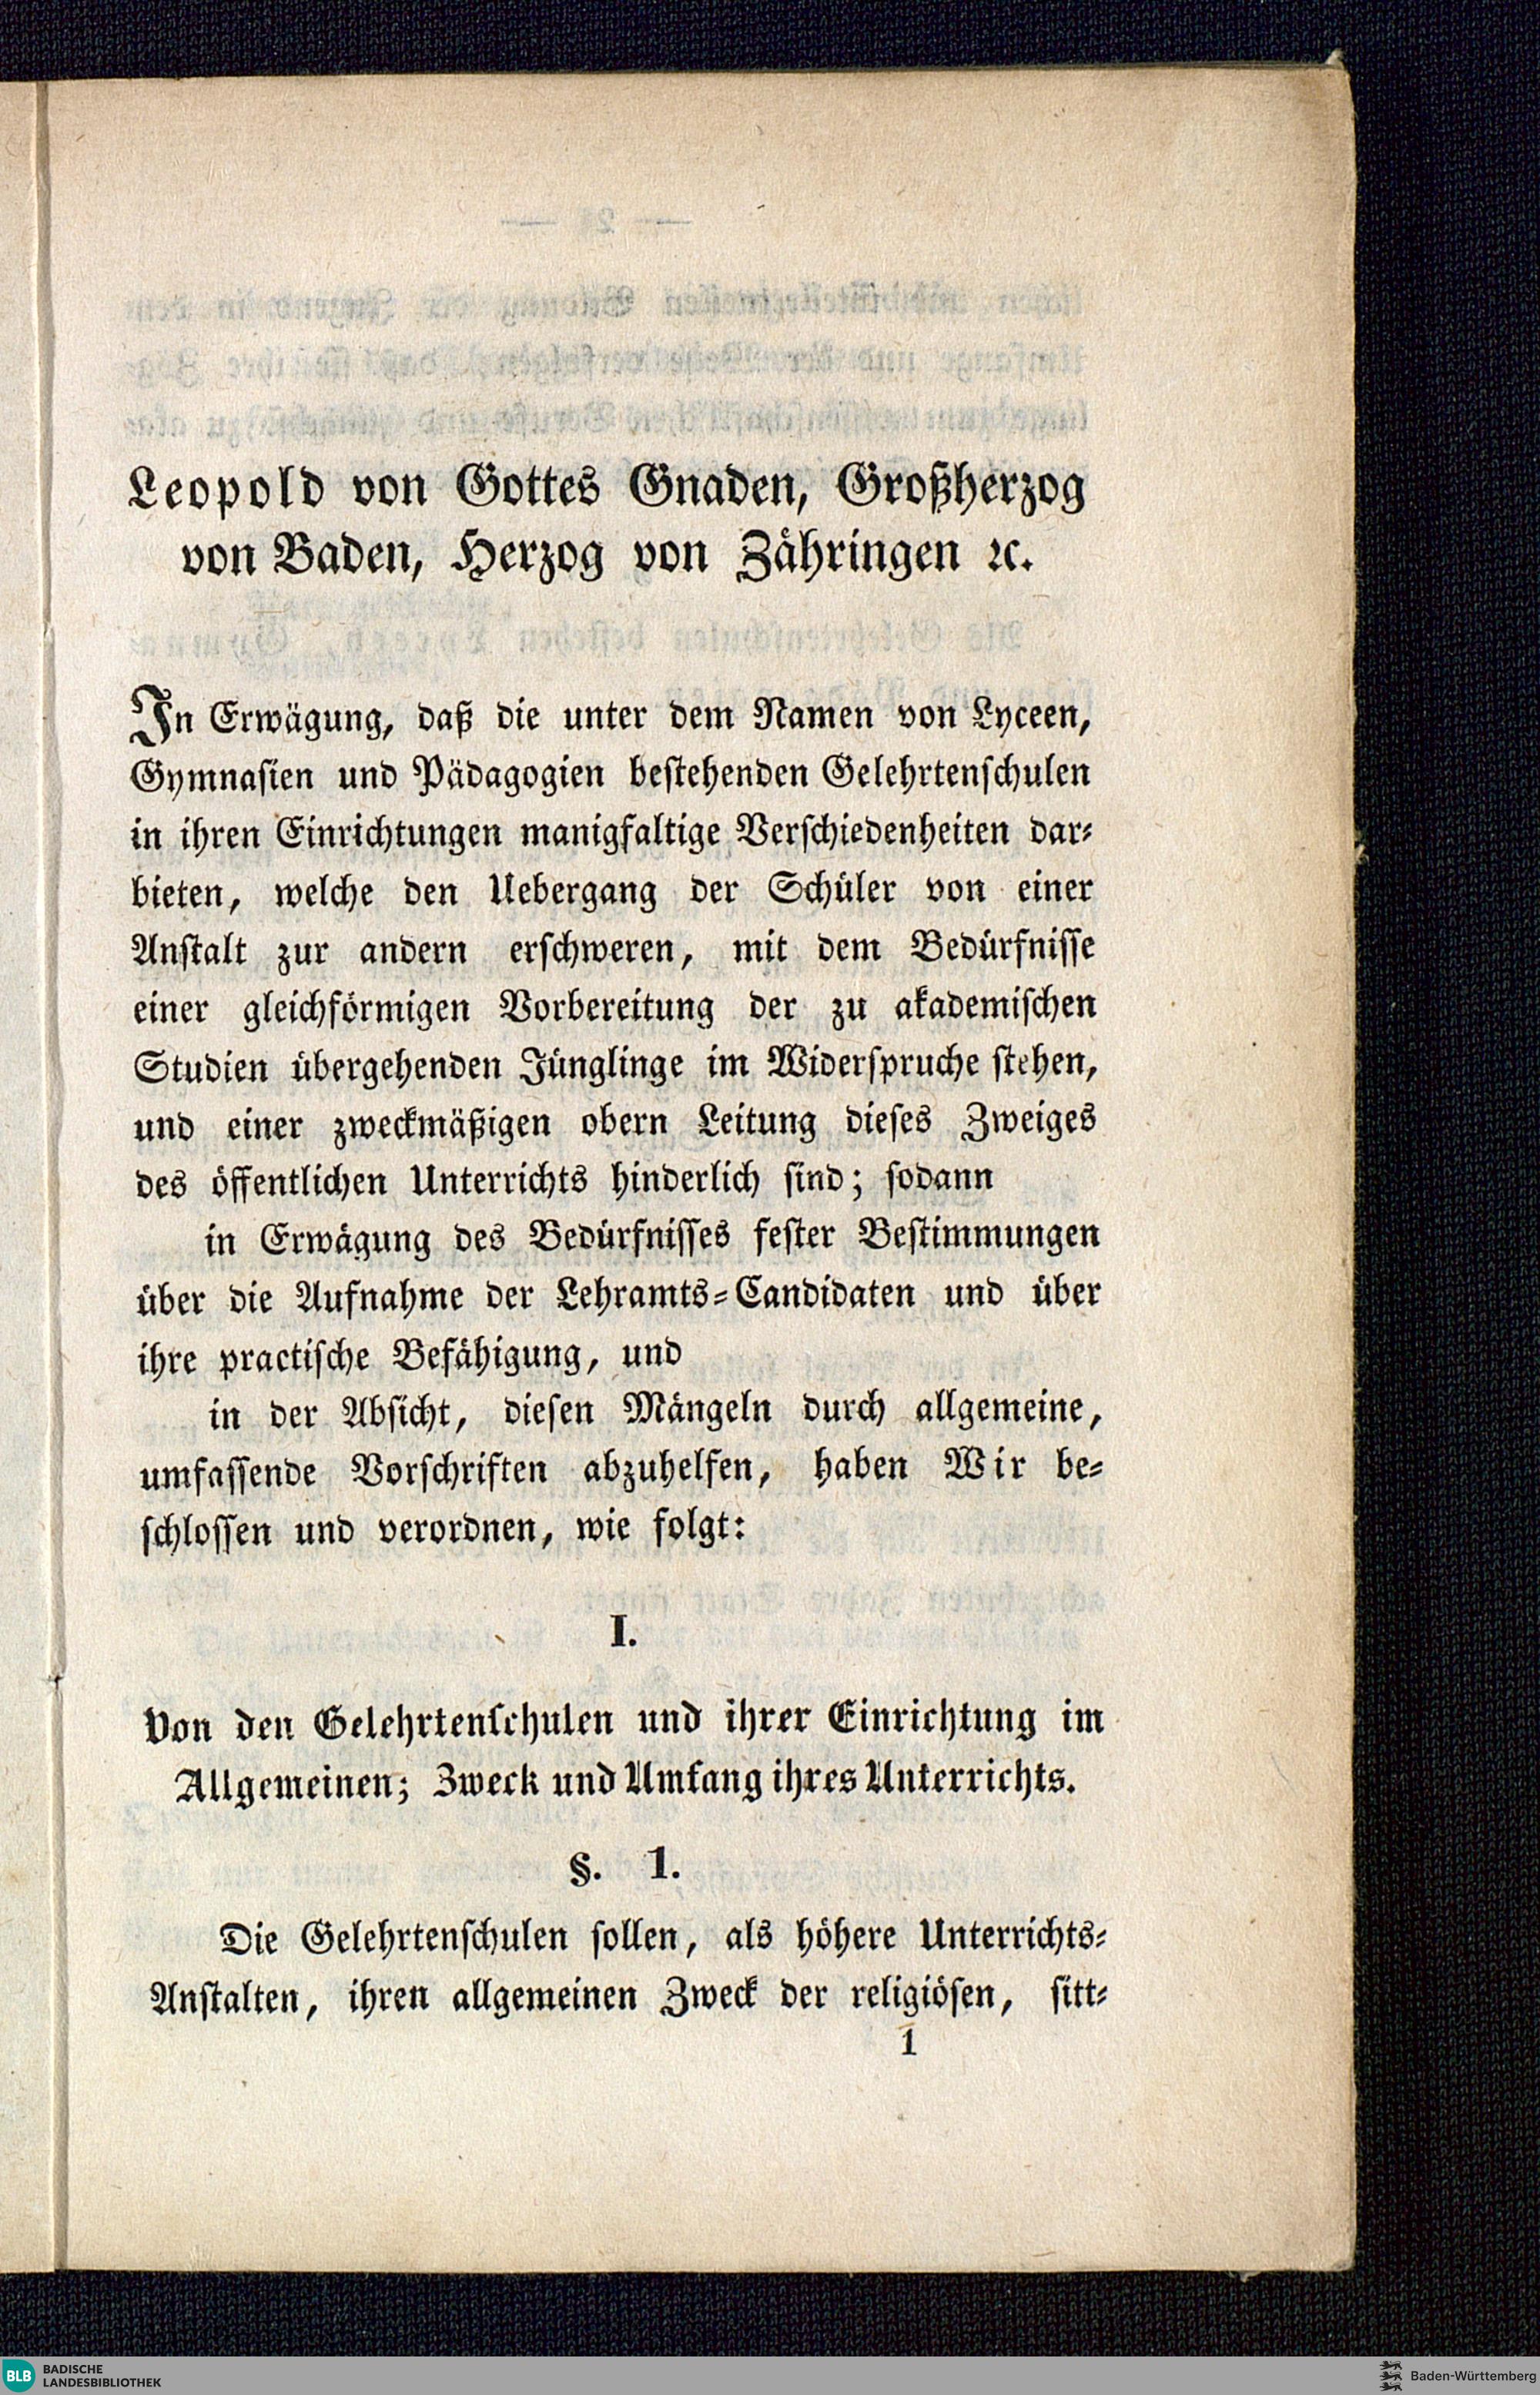 Leopold von Gottes Gnaden, Großherzog
von Baden, Herzog von Zähringen ꝛc.
In Erwägung, daß die unter dem Namen von Lyceen,
Gymnasien und Pädagogien bestehenden Gelehrtenschulen
in ihren Einrichtungen manigfaltige Verschiedenheiten dar-
bieten, welche den Uebergang der Schüler von einer
Anstalt zur andern erschweren, mit dem Bedürfnisse
einer gleichförmigen Vorbereitung der zu akademischen
Studien übergehenden Jünglinge im Widerspruche stehen,
und einer zweckmäßigen obern Leitung dieses Zweiges
des öffentlichen Unterrichts hinderlich sind; sodann
in Erwägung des Bedürfnisses fester Bestimmungen
über die Aufnahme der Lehramts-Candidaten und über
ihre practische Befähigung, und
in der Absicht, diesen Mängeln durch allgemeine,
umfassende Vorschriften abzuhelfen, haben Wir be-
schlossen und verordnen, wie folgt:
I.
Von den Gelehrtenschulen und ihrer Einrichtung im
Allgemeinen; Zweck und Umfang ihres Unterrichts.
§. 1.
Die Gelehrtenschulen sollen, als höhere Unterrichts-
Anstalten, ihren allgemeinen Zweck der religiösen, sitt-
1
BLB BADISCHE
LANDESBIBLIOTHEK
Baden-Württemberg